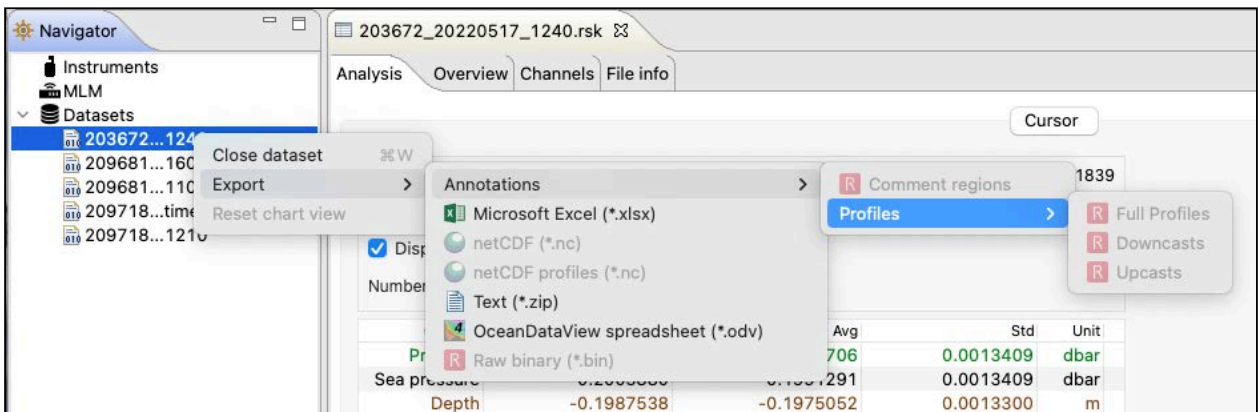 Navigator
203672_20220517_1240.rsk
Instruments
MLM
Datasets
203672...124
209681...160
209681...110
209718...time
209718...1210
Analysis
Overview
Channels
File info
Cursor
1839
Close dataset ⌘W
Export >
Reset chart view
Annotations >
Microsoft Excel (*.xlsx)
netCDF (*.nc)
netCDF profiles (*.nc)
Text (*.zip)
OceanDataView spreadsheet (*.odv)
R Raw binary (*.bin)
R Comment regions
Profiles >
R Full Profiles
R Downcasts
R Upcasts
Disp
Number
Avg Std Unit
Pr 706 0.0013409 dbar
Sea pressure 291 0.0013409 dbar
Depth -0.1987538 -0.1975052 0.0013300 m